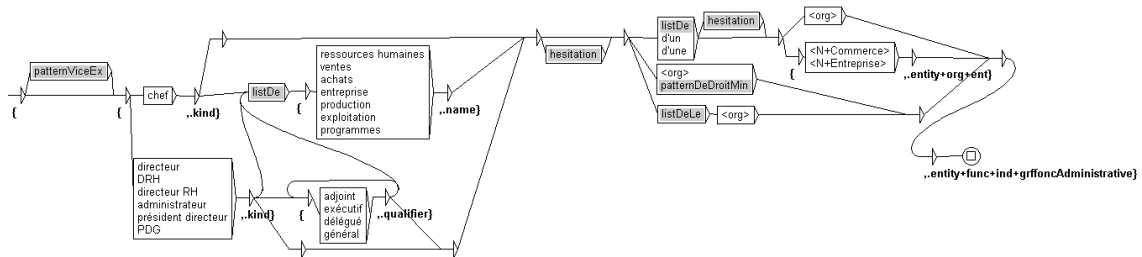 patternViceEx
{
{
chef
,.kind}
listDe
{
ressources humaines
ventes
achats
entreprise
production
exploitation
programmes
,.name}
directeur
DRH
directeur RH
administrateur
président directeur
PDG
,.kind}
{
adjoint
exécutif
délégué
général
,.qualifier}
hesitation
listDe
d'un
d'une
hesitation
<org>
{
<N+Commerce>
<N+Entreprise>
,.entity+org+ent}
<org>
patternDeDroitMin
listDeLe
<org>
,.entity+func+ind+grffoncAdministrative}